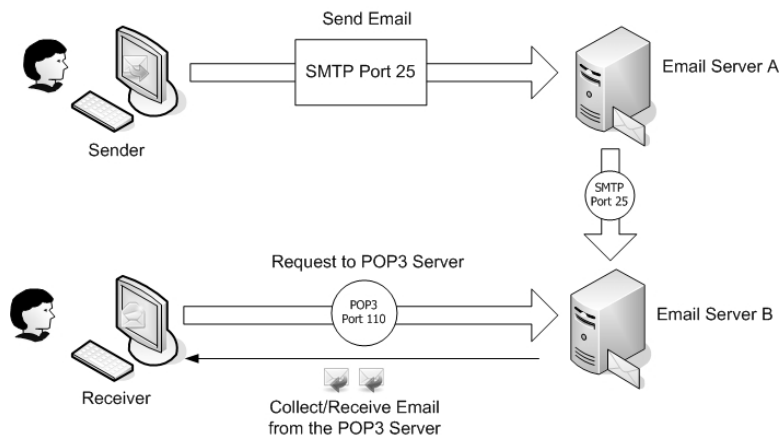 Send Email
SMTP Port 25
Email Server A
Sender
SMTP
Port 25
Request to POP3 Server
POP3
Port 110
Email Server B
Receiver
Collect/Receive Email
from the POP3 Server